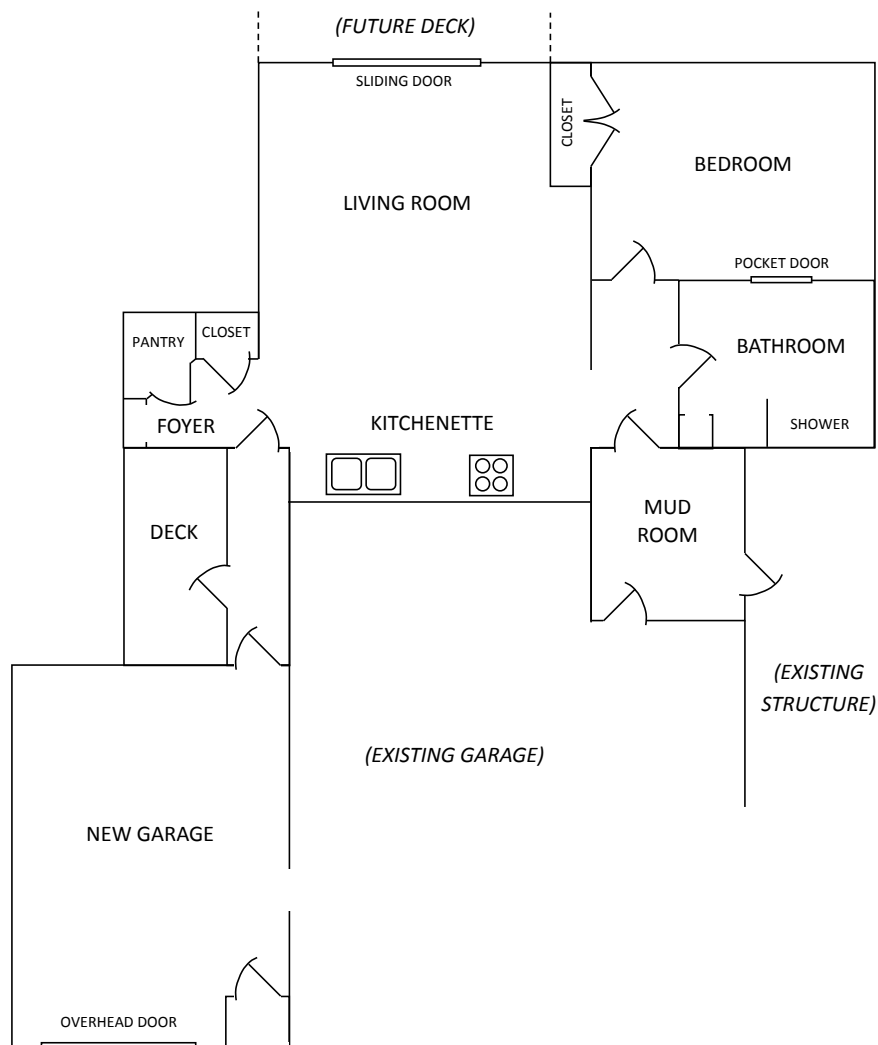 (FUTURE DECK)
SLIDING DOOR
CLOSET
BEDROOM
LIVING ROOM
POCKET DOOR
CLOSET
PANTRY
BATHROOM
FOYER
KITCHENETTE
SHOWER
MUD
ROOM
DECK
(EXISTING
STRUCTURE)
(EXISTING GARAGE)
NEW GARAGE
OVERHEAD DOOR